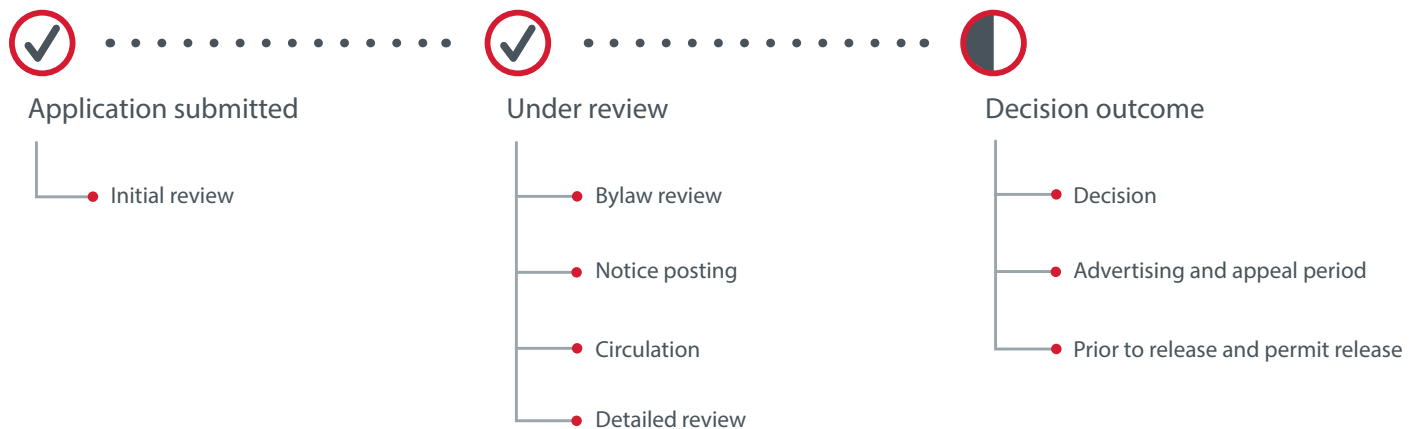 Application submitted
Initial review
Under review
Bylaw review
Notice posting
Circulation
Detailed review
Decision outcome
Decision
Advertising and appeal period
Prior to release and permit release